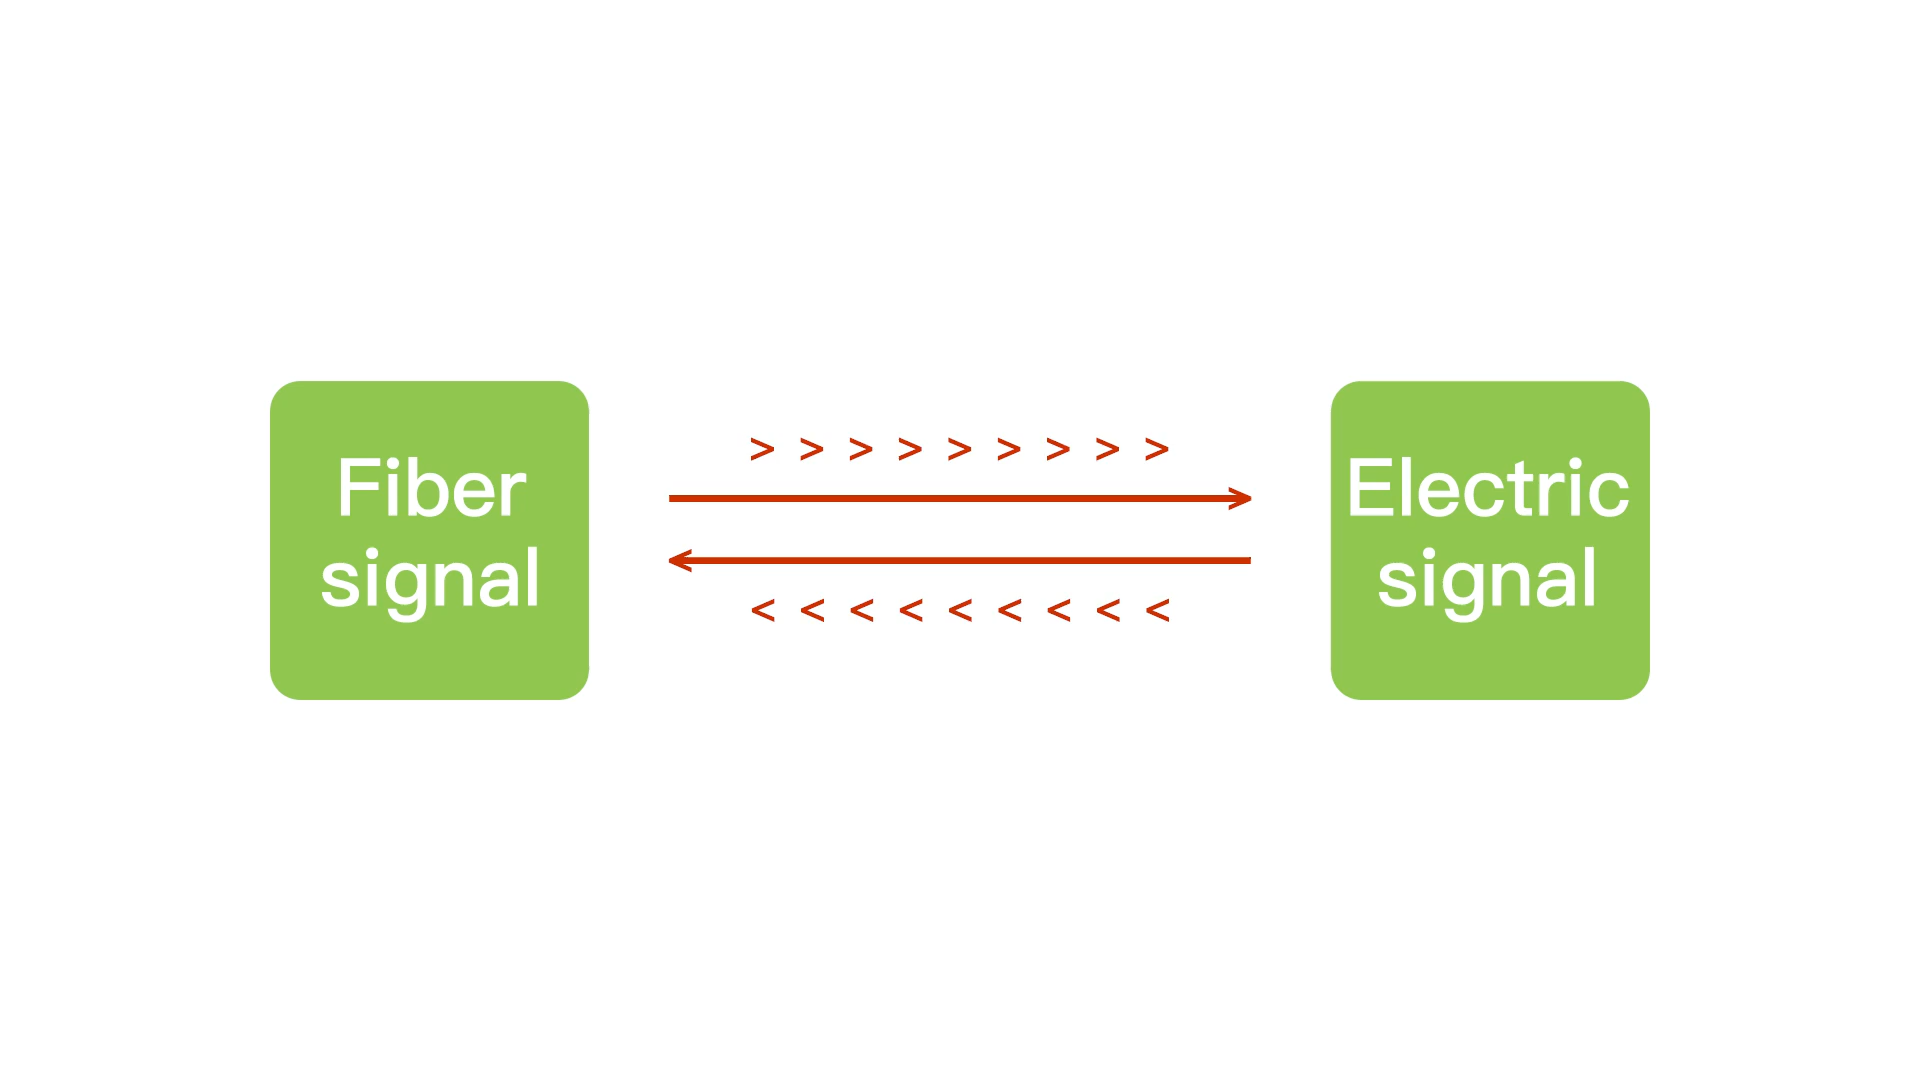 Fiber
signal
> > > > > > > > >
< < < < < < < < <
Electric
signal